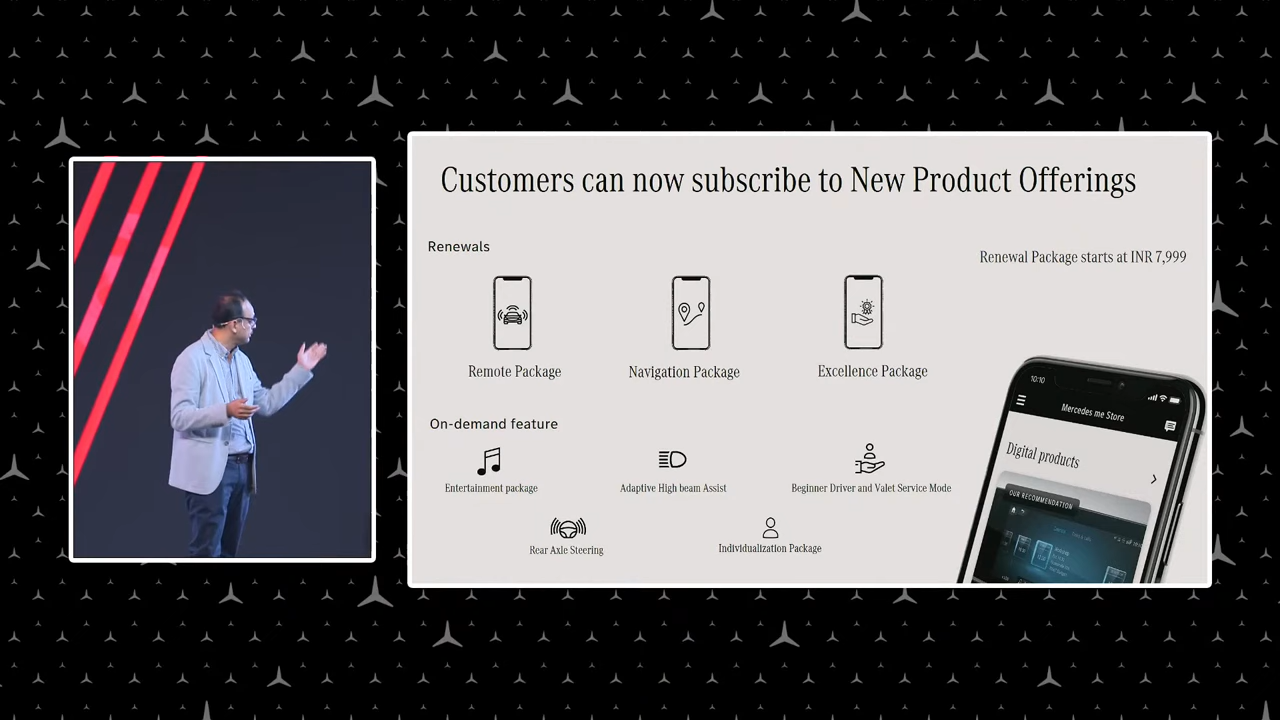 Customers can now subscribe to New Product Offerings
Renewals
Renewal Package starts at INR 7,999
Remote Package
Navigation Package
Excellence Package
On-demand feature
Entertainment package
Adaptive High beam Assist
Beginner Driver and Valet Service Mode
Rear Axle Steering
Individualization Package
10:10
Mercedes me Store
Digital products
OUR RECOMMENDATION